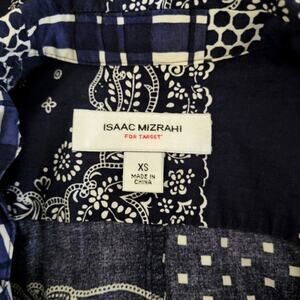 ISAAC MIZRAHI
FOR TARGET
XS
MADE IN
CHINA